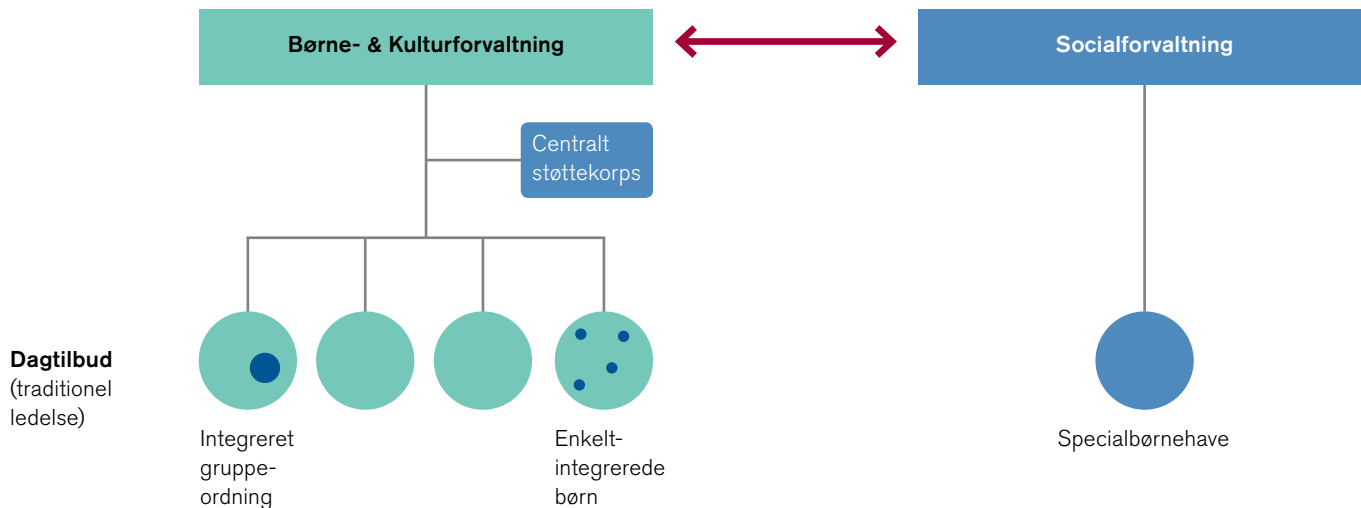 Børne- & Kulturforvaltning
Socialforvaltning
Centralt
støttekorps
Dagtilbud
(traditionel
ledelse)
Integreret
gruppe-
ordning
Enkelt-
integrerede
børn
Specialbørnehave